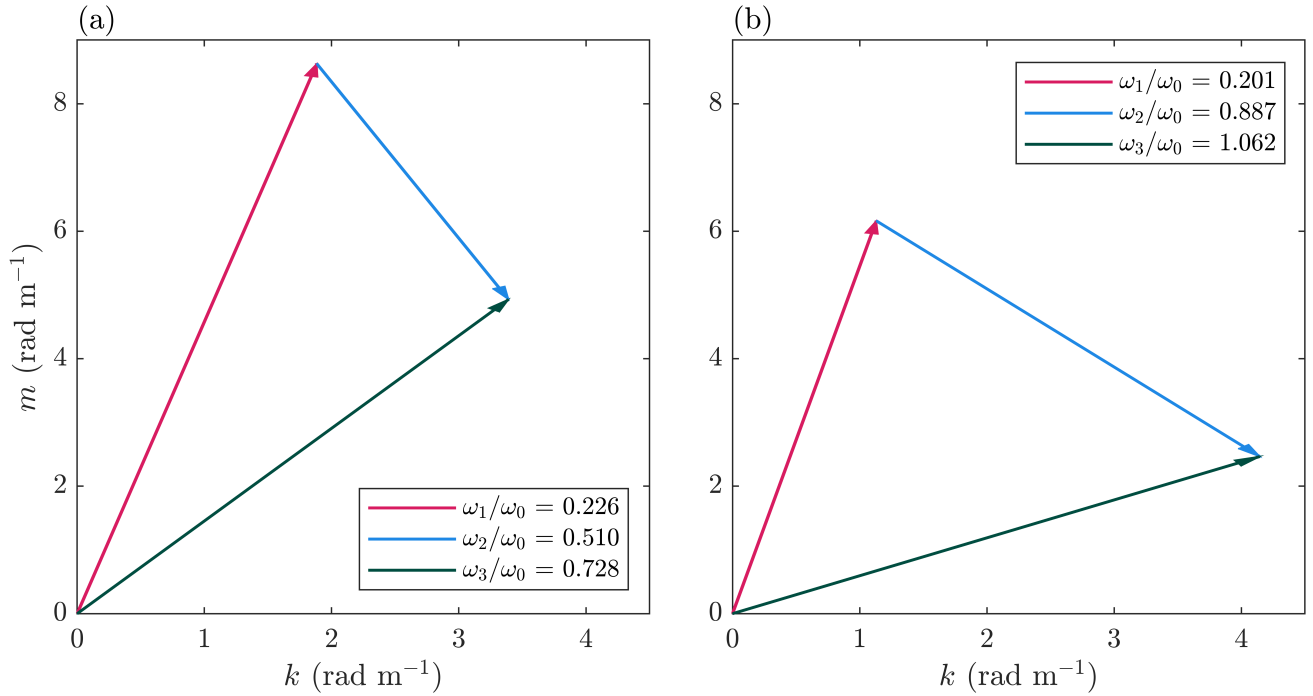 (a)
8
6
4
2
0
m (rad m⁻¹)
0 1 2 3 4
k (rad m⁻¹)
ω₁/ω₀ = 0.226
ω₂/ω₀ = 0.510
ω₃/ω₀ = 0.728
(b)
8
6
4
2
0
0 1 2 3 4
k (rad m⁻¹)
ω₁/ω₀ = 0.201
ω₂/ω₀ = 0.887
ω₃/ω₀ = 1.062